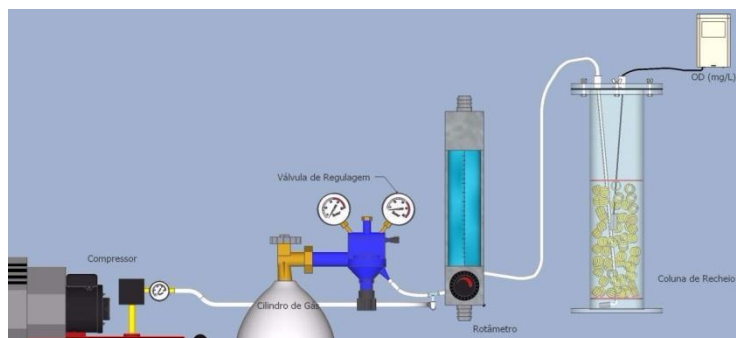 OD (mg/L)
Válvula de Regulagem
Compressor
Cilindro de Gás
Coluna de Recheio
Rotâmetro